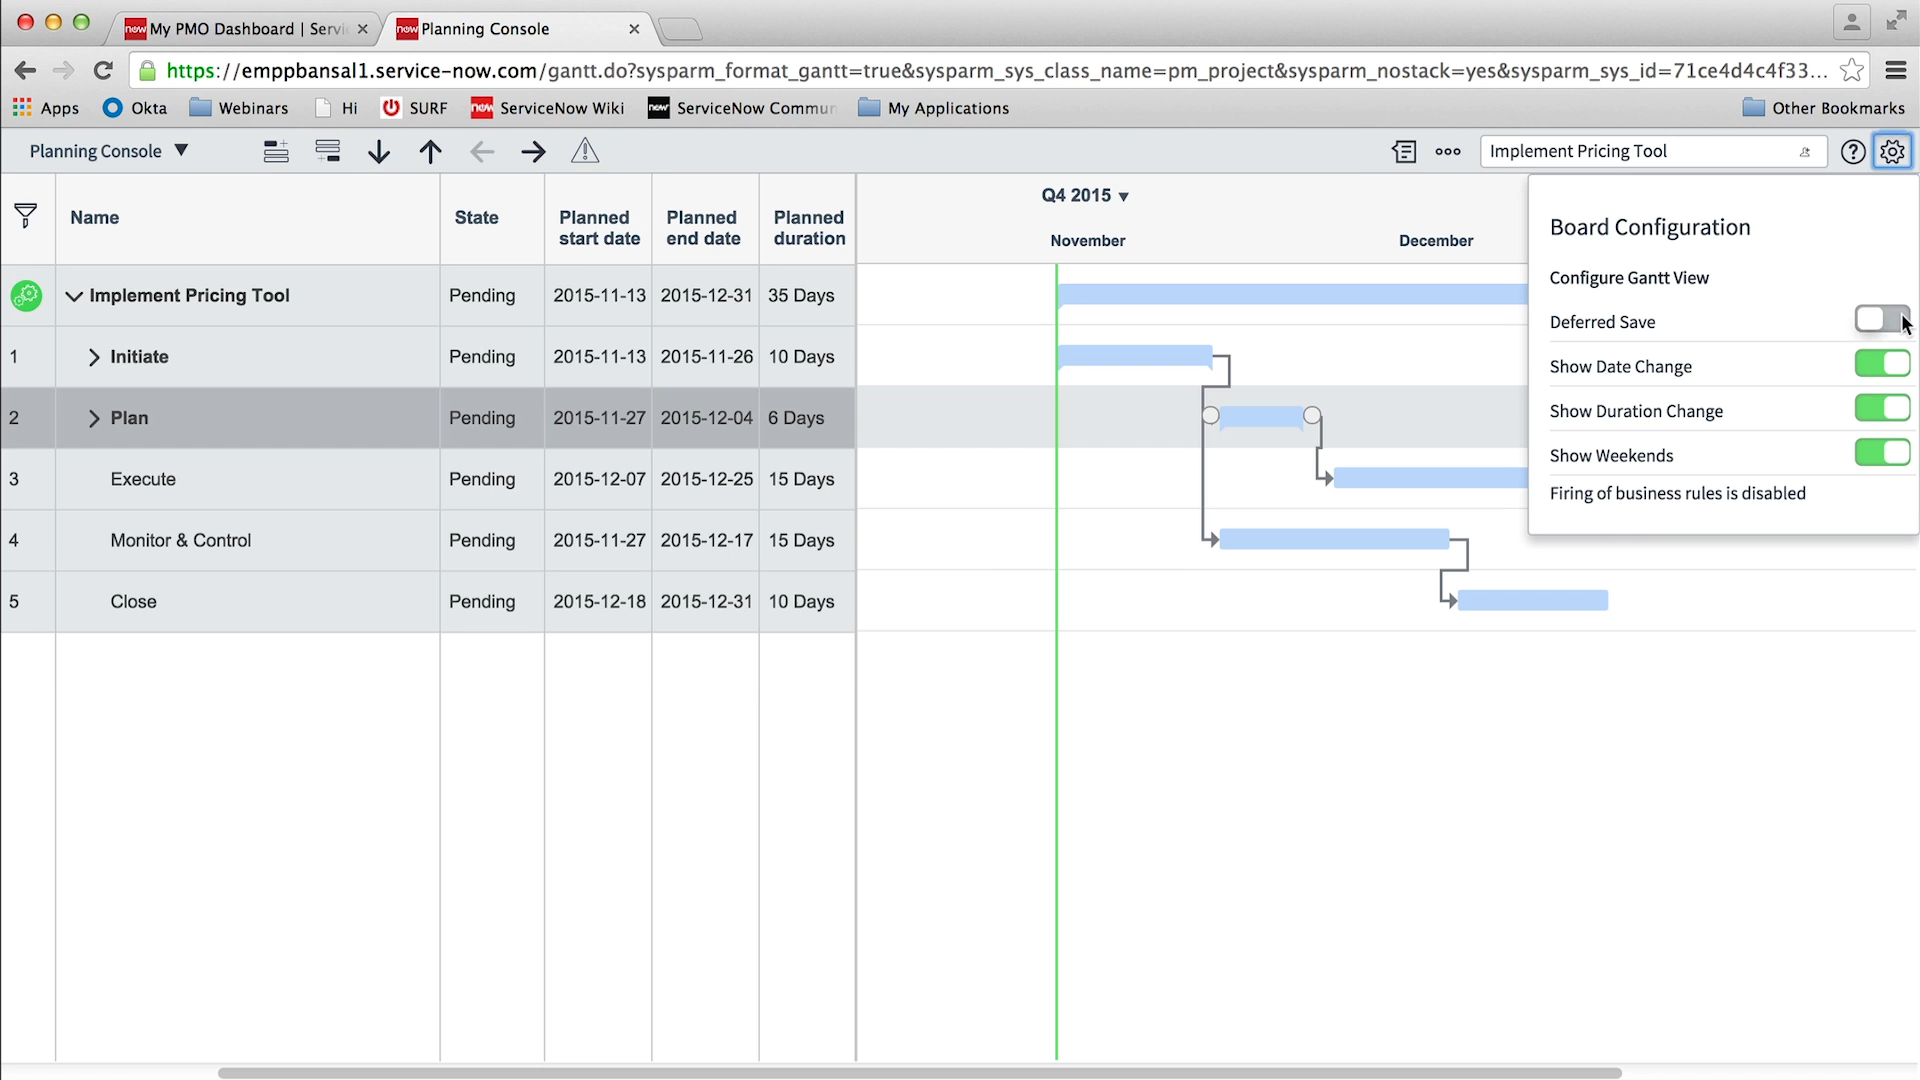 now My PMO Dashboard | Servi
now Planning Console
https://emppbansal1.service-now.com/gantt.do?sysparm_format_gantt=true&sysparm_sys_class_name=pm_project&sysparm_nostack=yes&sysparm_sys_id=71ce4d4c4f33...
Apps
Okta
Webinars
Hi
SURF
now ServiceNow Wiki
now ServiceNow Commun
My Applications
Other Bookmarks
Planning Console
Implement Pricing Tool
Name
State
Planned start date
Planned end date
Planned duration
Q4 2015
November
December
Implement Pricing Tool Pending 2015-11-13 2015-12-31 35 Days
1 Initiate Pending 2015-11-13 2015-11-26 10 Days
2 Plan Pending 2015-11-27 2015-12-04 6 Days
3 Execute Pending 2015-12-07 2015-12-25 15 Days
4 Monitor & Control Pending 2015-11-27 2015-12-17 15 Days
5 Close Pending 2015-12-18 2015-12-31 10 Days
Board Configuration
Configure Gantt View
Deferred Save
Show Date Change
Show Duration Change
Show Weekends
Firing of business rules is disabled